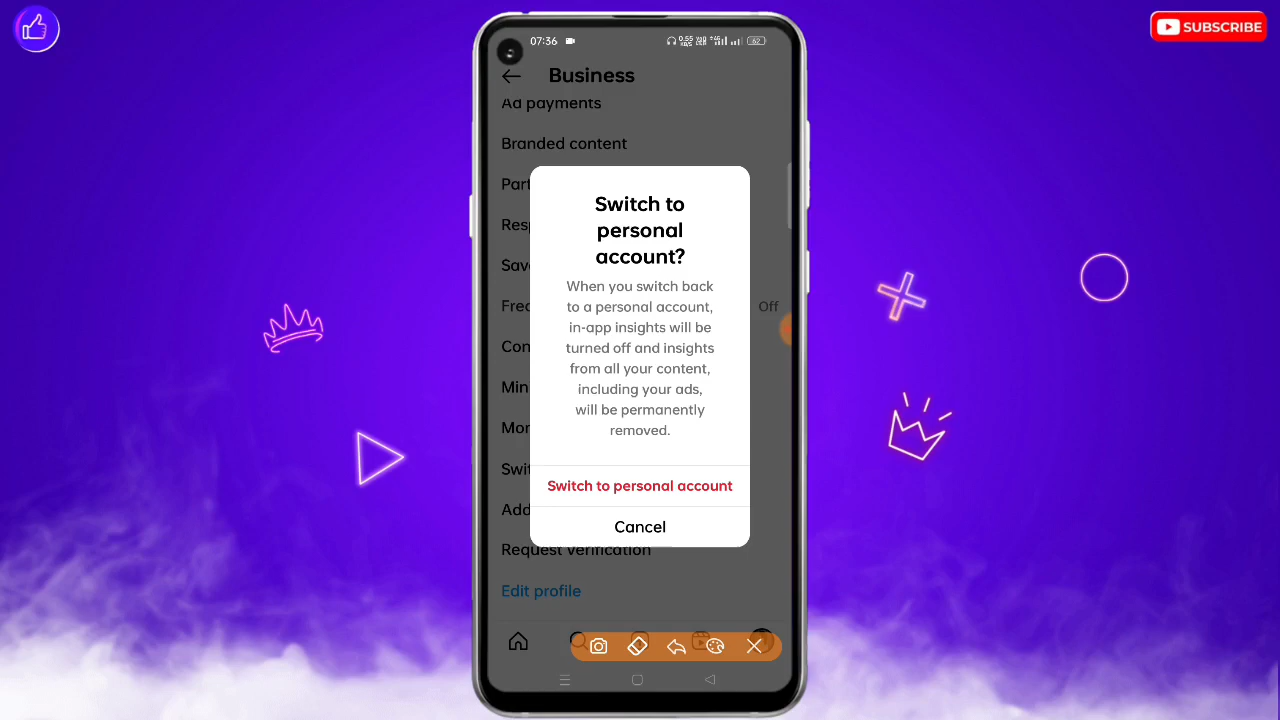 SUBSCRIBE
07:36
62
Business
Ad payments
Branded content
Switch to
personal
account?
When you switch back
to a personal account,
in-app insights will be
turned off and insights
from all your content,
including your ads,
will be permanently
removed.
Off
Switch to personal account
Cancel
Request verification
Edit profile